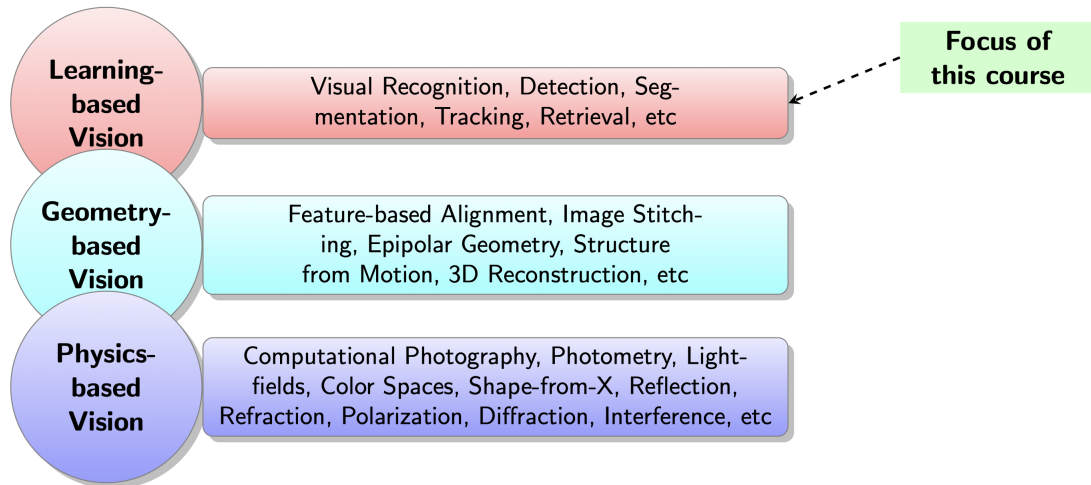 Learning-
based
Vision
Visual Recognition, Detection, Seg-
mentation, Tracking, Retrieval, etc
Focus of
this course
Geometry-
based
Vision
Feature-based Alignment, Image Stitch-
ing, Epipolar Geometry, Structure
from Motion, 3D Reconstruction, etc
Physics-
based
Vision
Computational Photography, Photometry, Light-
fields, Color Spaces, Shape-from-X, Reflection,
Refraction, Polarization, Diffraction, Interference, etc